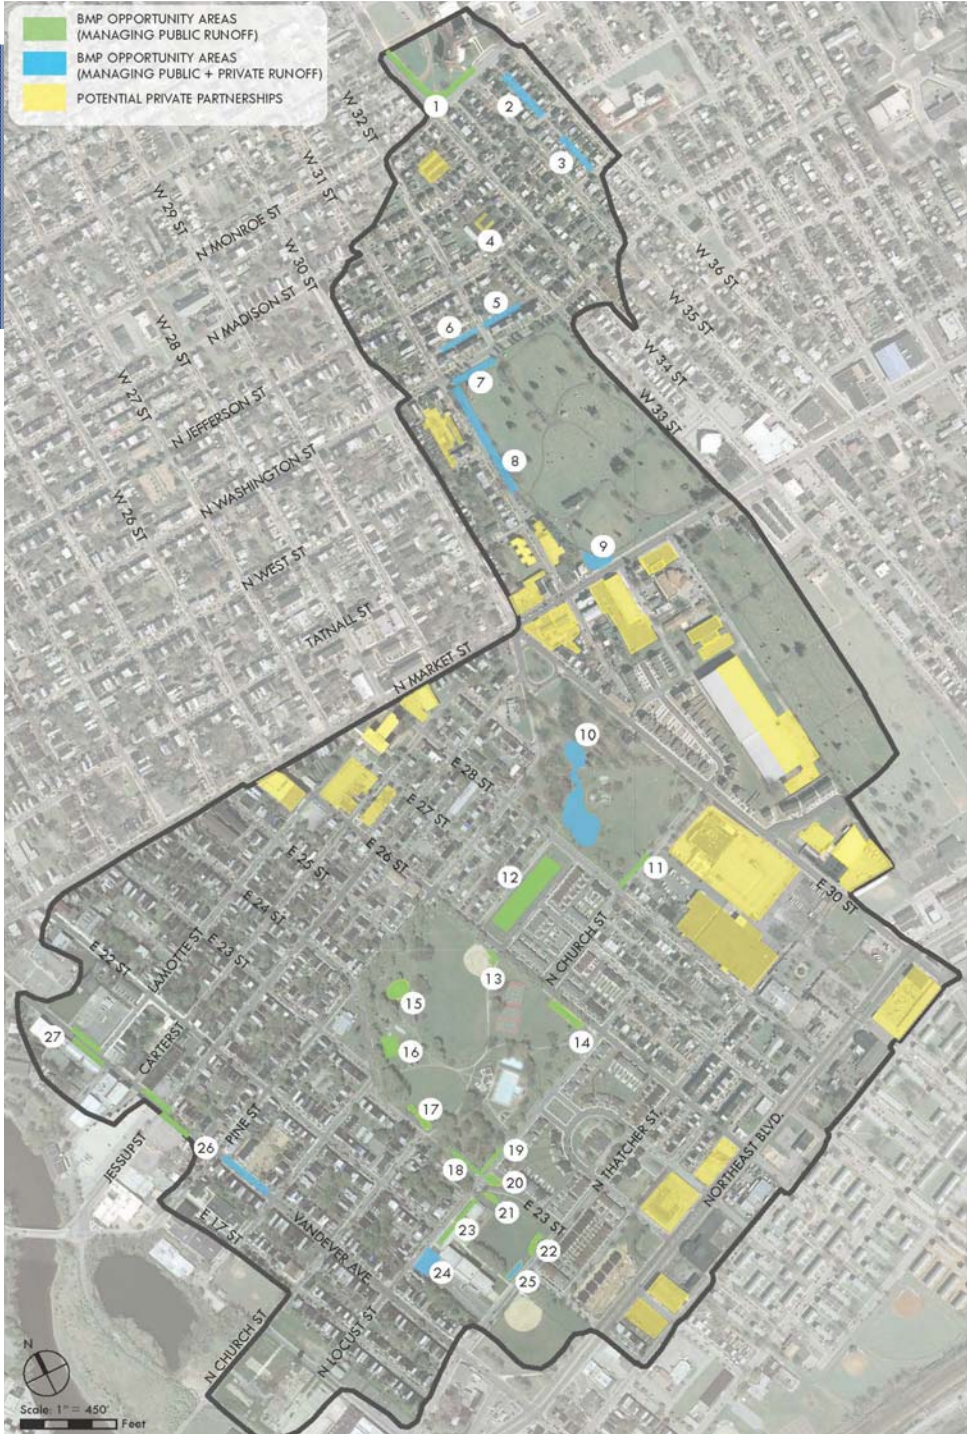 BMP OPPORTUNITY AREAS
(MANAGING PUBLIC RUNOFF)
BMP OPPORTUNITY AREAS
(MANAGING PUBLIC + PRIVATE RUNOFF)
POTENTIAL PRIVATE PARTNERSHIPS
1
2
3
4
5
6
7
8
9
10
11
12
13
14
15
16
17
18
19
20
21
22
23
24
25
26
27
W 32 ST
W 31 ST
W 29 ST
N MONROE ST
W 30 ST
W 36 ST
N MADISON ST
W 35 ST
W 28 ST
W 34 ST
W 27 ST
N JEFFERSON ST
W 33 ST
N WASHINGTON ST
W 26 ST
N WEST ST
TATNALL ST
N MARKET ST
E 28 ST
E 27 ST
E 26 ST
E 25 ST
E 24 ST
E 30 ST
LAMOTTE ST
E 23 ST
E 22 ST
N CHURCH ST
CARTERST
PINE ST
JESSUPST
N THATCHER ST.
NORTHEAST BLVD.
E 23 ST
E 17 ST
VANDEVER AVE
N CHURCH ST
N LOCUST ST
N
Scale: 1" = 450'
Feet